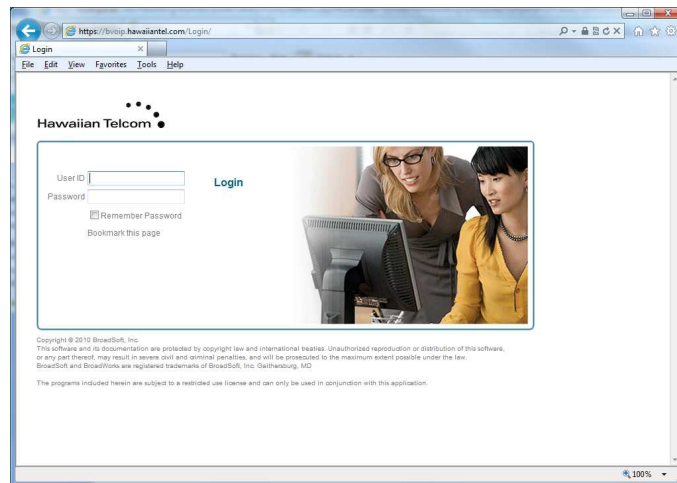 https://bvoip.hawaiiantel.com/Login/
Login
File Edit View Favorites Tools Help
Hawaiian Telcom
User ID
Login
Password
Remember Password
Bookmark this page
Copyright © 2010 BroadSoft, Inc.
This software and its documentation are protected by copyright law and international treaties. Unauthorized reproduction or distribution of this software,
or any part thereof, may result in severe civil and criminal penalties, and will be prosecuted to the maximum extent possible under the law.
BroadSoft and BroadWorks are registered trademarks of BroadSoft, Inc. Gaithersburg, MD
The programs included herein are subject to a restricted use license and can only be used in conjunction with this application.
100%